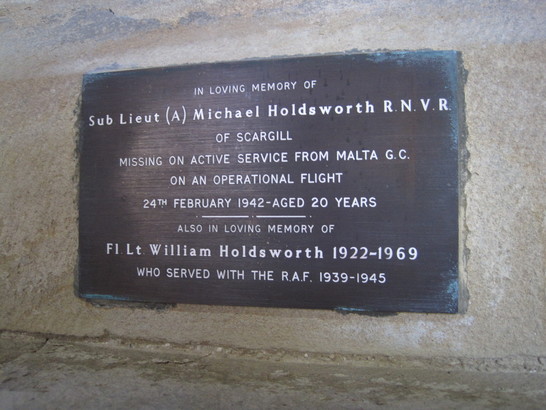 IN LOVING MEMORY OF
Sub Lieut (A) Michael Holdsworth R.N.V.R.
OF SCARGILL
MISSING ON ACTIVE SERVICE FROM MALTA G.C.
ON AN OPERATIONAL FLIGHT
24TH FEBRUARY 1942-AGED 20 YEARS
ALSO IN LOVING MEMORY OF
Fl. Lt William Holdsworth 1922-1969
WHO SERVED WITH THE R.A.F. 1939-1945